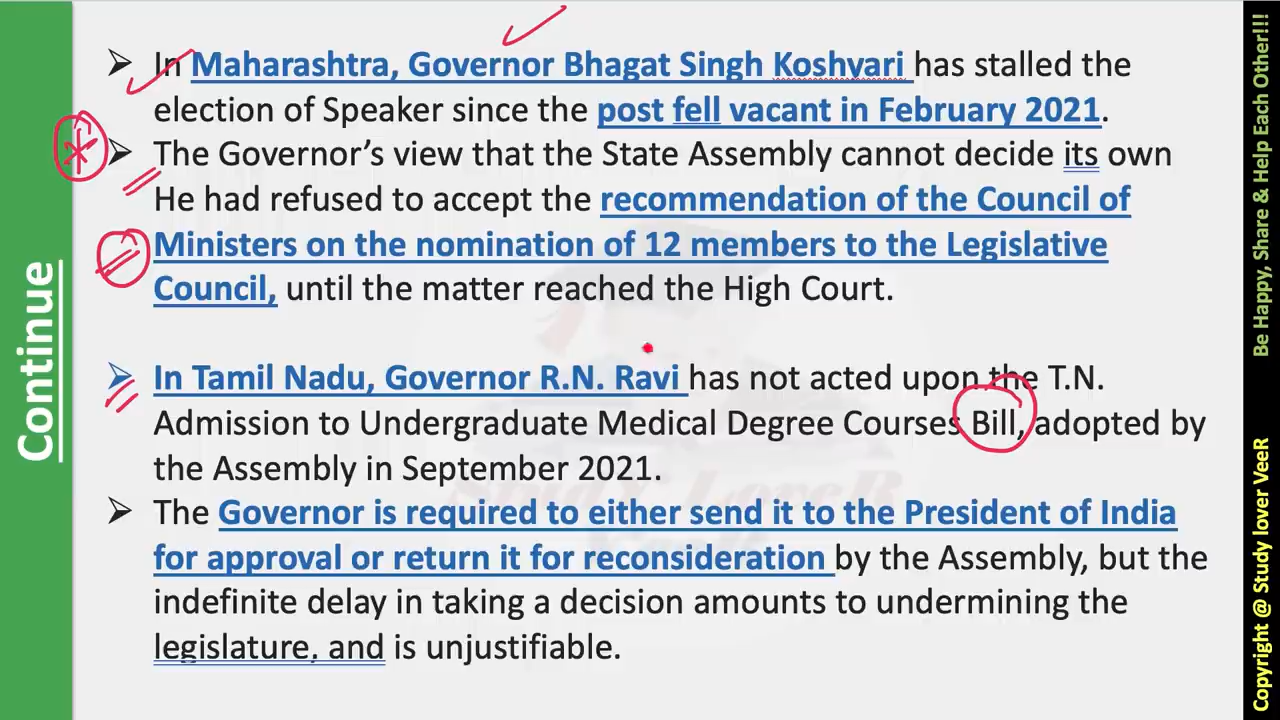 Continue
In Maharashtra, Governor Bhagat Singh Koshyari has stalled the
election of Speaker since the post fell vacant in February 2021.
The Governor's view that the State Assembly cannot decide its own
He had refused to accept the recommendation of the Council of
Ministers on the nomination of 12 members to the Legislative
Council, until the matter reached the High Court.
In Tamil Nadu, Governor R.N. Ravi has not acted upon the T.N.
Admission to Undergraduate Medical Degree Courses Bill, adopted by
the Assembly in September 2021.
The Governor is required to either send it to the President of India
for approval or return it for reconsideration by the Assembly, but the
indefinite delay in taking a decision amounts to undermining the
legislature, and is unjustifiable.
Study LoveR
Be Happy, Share & Help Each Other!!!
Copyright @ Study lover VeeR